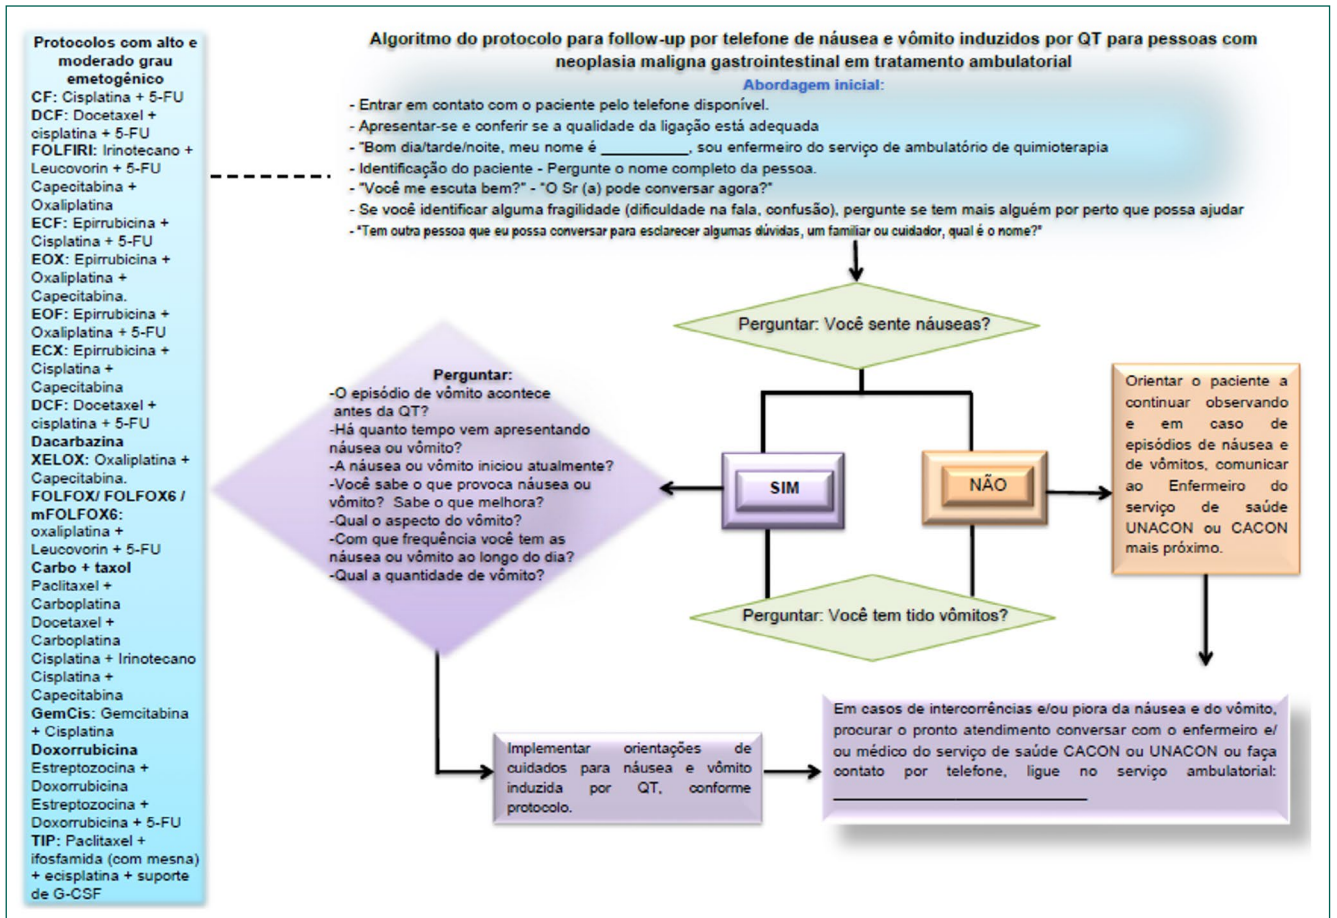 Protocolos com alto e
moderado grau
emetogênico
CF: Cisplatina + 5-FU
DCF: Docetaxel +
cisplatina + 5-FU
FOLFIRI: Irinotecano +
Leucovorin + 5-FU
Capecitabina +
Oxaliplatina
ECF: Epirrubicina +
Cisplatina + 5-FU
EOX: Epirrubicina +
Oxaliplatina +
Capecitabina.
EOF: Epirrubicina +
Oxaliplatina + 5-FU
ECX: Epirrubicina +
Cisplatina +
Capecitabina
DCF: Docetaxel +
cisplatina + 5-FU
Dacarbazina
XELOX: Oxaliplatina +
Capecitabina.
FOLFOX/ FOLFOX6 /
mFOLFOX6:
oxaliplatina +
Leucovorin + 5-FU
Carbo + taxol
Paclitaxel +
Carboplatina
Docetaxel +
Carboplatina
Cisplatina + Irinotecano
Cisplatina +
Capecitabina
GemCis: Gemcitabina
+ Cisplatina
Doxorrubicina
Estreptozocina +
Doxorrubicina
Estreptozocina +
Doxorrubicina + 5-FU
TIP: Paclitaxel +
ifosfamida (com mesna)
+ ecisplatina + suporte
de G-CSF
Algoritmo do protocolo para follow-up por telefone de náusea e vômito induzidos por QT para pessoas com
neoplasia maligna gastrointestinal em tratamento ambulatorial
Abordagem inicial:
- Entrar em contato com o paciente pelo telefone disponível.
- Apresentar-se e conferir se a qualidade da ligação está adequada
- "Bom dia/tarde/noite, meu nome é __________, sou enfermeiro do serviço de ambulatório de quimioterapia
- Identificação do paciente - Pergunte o nome completo da pessoa.
- "Você me escuta bem?" - "O Sr (a) pode conversar agora?"
- Se você identificar alguma fragilidade (dificuldade na fala, confusão), pergunte se tem mais alguém por perto que possa ajudar
- "Tem outra pessoa que eu possa conversar para esclarecer algumas dúvidas, um familiar ou cuidador, qual é o nome?"
Perguntar: Você sente náuseas?
SIM
NÃO
Perguntar: Você tem tido vômitos?
Perguntar:
-O episódio de vômito acontece
antes da QT?
-Há quanto tempo vem apresentando
náusea ou vômito?
-A náusea ou vômito iniciou atualmente?
-Você sabe o que provoca náusea ou
vômito? Sabe o que melhora?
-Qual o aspecto do vômito?
-Com que frequência você tem as
náusea ou vômito ao longo do dia?
-Qual a quantidade de vômito?
Orientar o paciente a
continuar observando
e em caso de
episódios de náusea e
de vômitos, comunicar
ao Enfermeiro do
serviço de saúde
UNACON ou CACON
mais próximo.
Implementar orientações de
cuidados para náusea e vômito
induzida por QT, conforme
protocolo.
Em casos de intercorrências e/ou piora da náusea e do vômito,
procurar o pronto atendimento conversar com o enfermeiro e/
ou médico do serviço de saúde CACON ou UNACON ou faça
contato por telefone, ligue no serviço ambulatorial:
______________________________